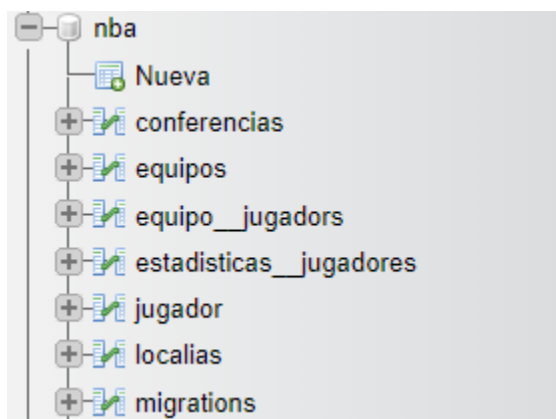 nba
Nueva
conferencias
equipos
equipo__jugadors
estadisticas__jugadores
jugador
localias
migrations